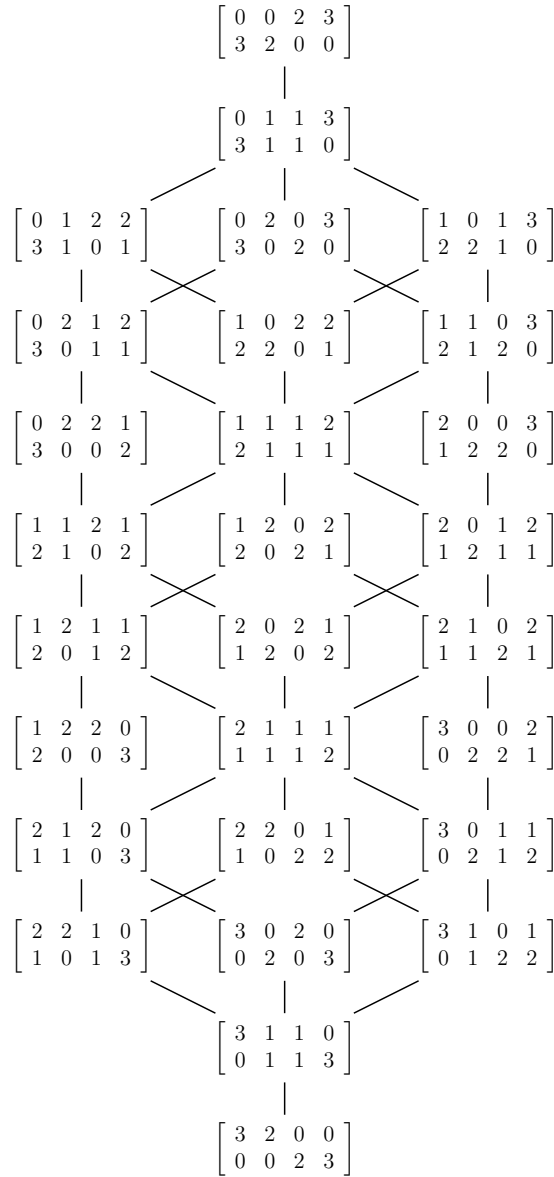 0 0 2 3
3 2 0 0
0 1 1 3
3 1 1 0
0 1 2 2 0 2 0 3 1 0 1 3
3 1 0 1 3 0 2 0 2 2 1 0
0 2 1 2 1 0 2 2 1 1 0 3
3 0 1 1 2 2 0 1 2 1 2 0
0 2 2 1 1 1 1 2 2 0 0 3
3 0 0 2 2 1 1 1 1 2 2 0
1 1 2 1 1 2 0 2 2 0 1 2
2 1 0 2 2 0 2 1 1 2 1 1
1 2 1 1 2 0 2 1 2 1 0 2
2 0 1 2 1 2 0 2 1 1 2 1
1 2 2 0 2 1 1 1 3 0 0 2
2 0 0 3 1 1 1 2 0 2 2 1
2 1 2 0 2 2 0 1 3 0 1 1
1 1 0 3 1 0 2 2 0 2 1 2
2 2 1 0 3 0 2 0 3 1 0 1
1 0 1 3 0 2 0 3 0 1 2 2
3 1 1 0
0 1 1 3
3 2 0 0
0 0 2 3